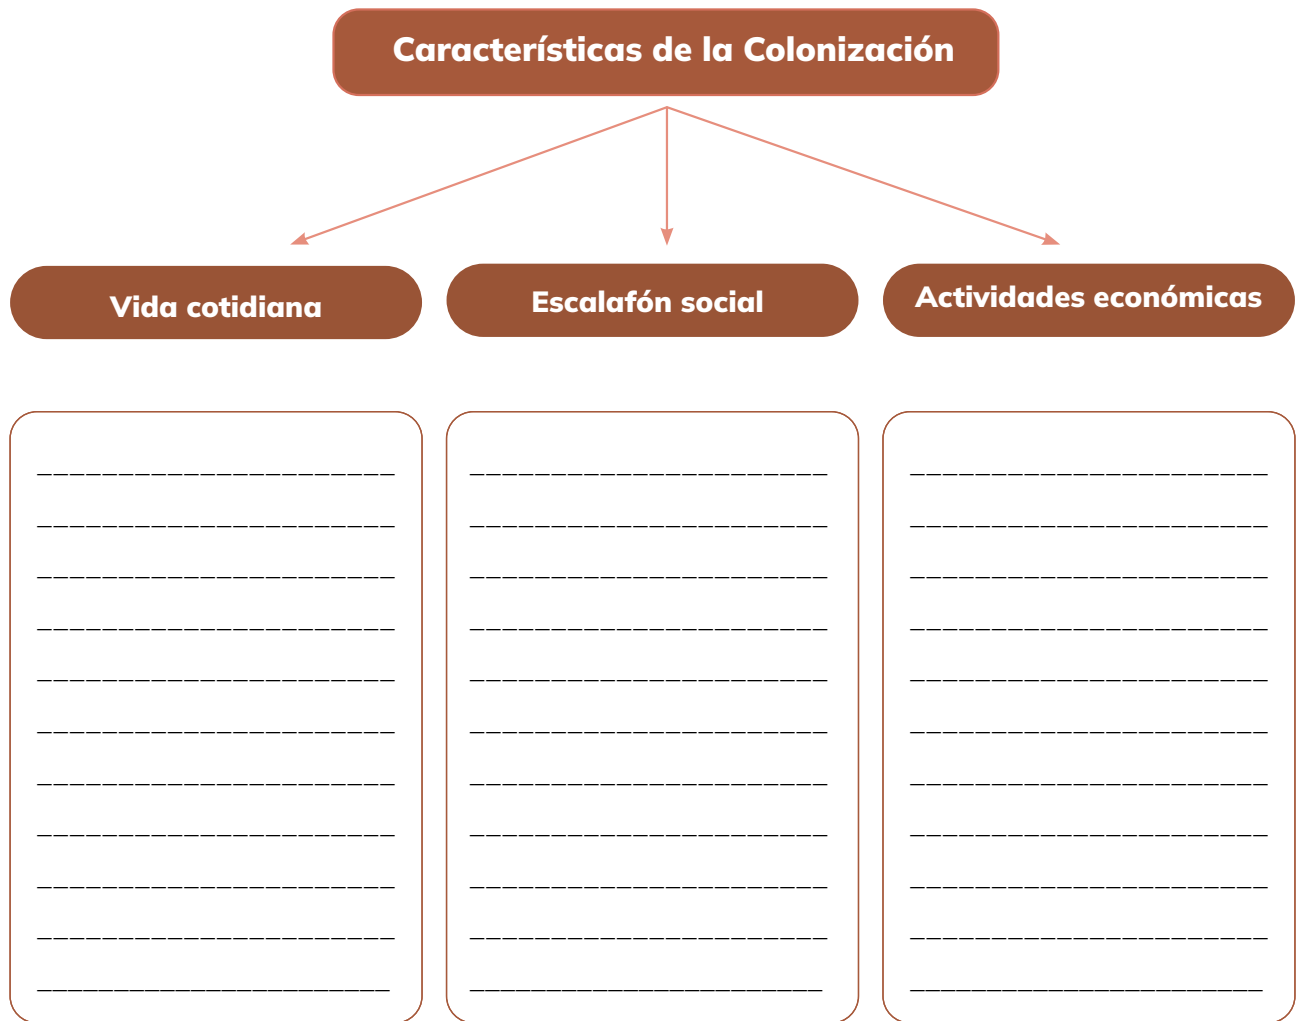 Características de la Colonización
Vida cotidiana
Escalafón social
Actividades económicas